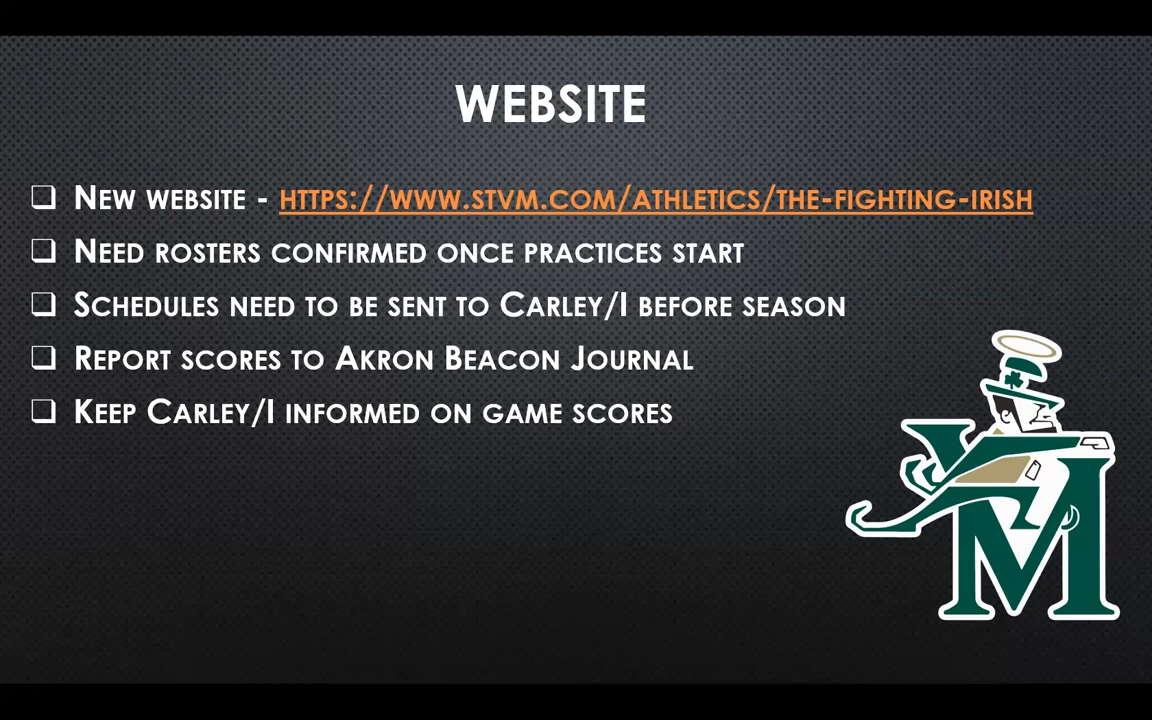 WEBSITE
NEW WEBSITE - HTTPS://WWW.STVM.COM/ATHLETICS/THE-FIGHTING-IRISH
NEED ROSTERS CONFIRMED ONCE PRACTICES START
SCHEDULES NEED TO BE SENT TO CARLEY/I BEFORE SEASON
REPORT SCORES TO AKRON BEACON JOURNAL
KEEP CARLEY/I INFORMED ON GAME SCORES
VM